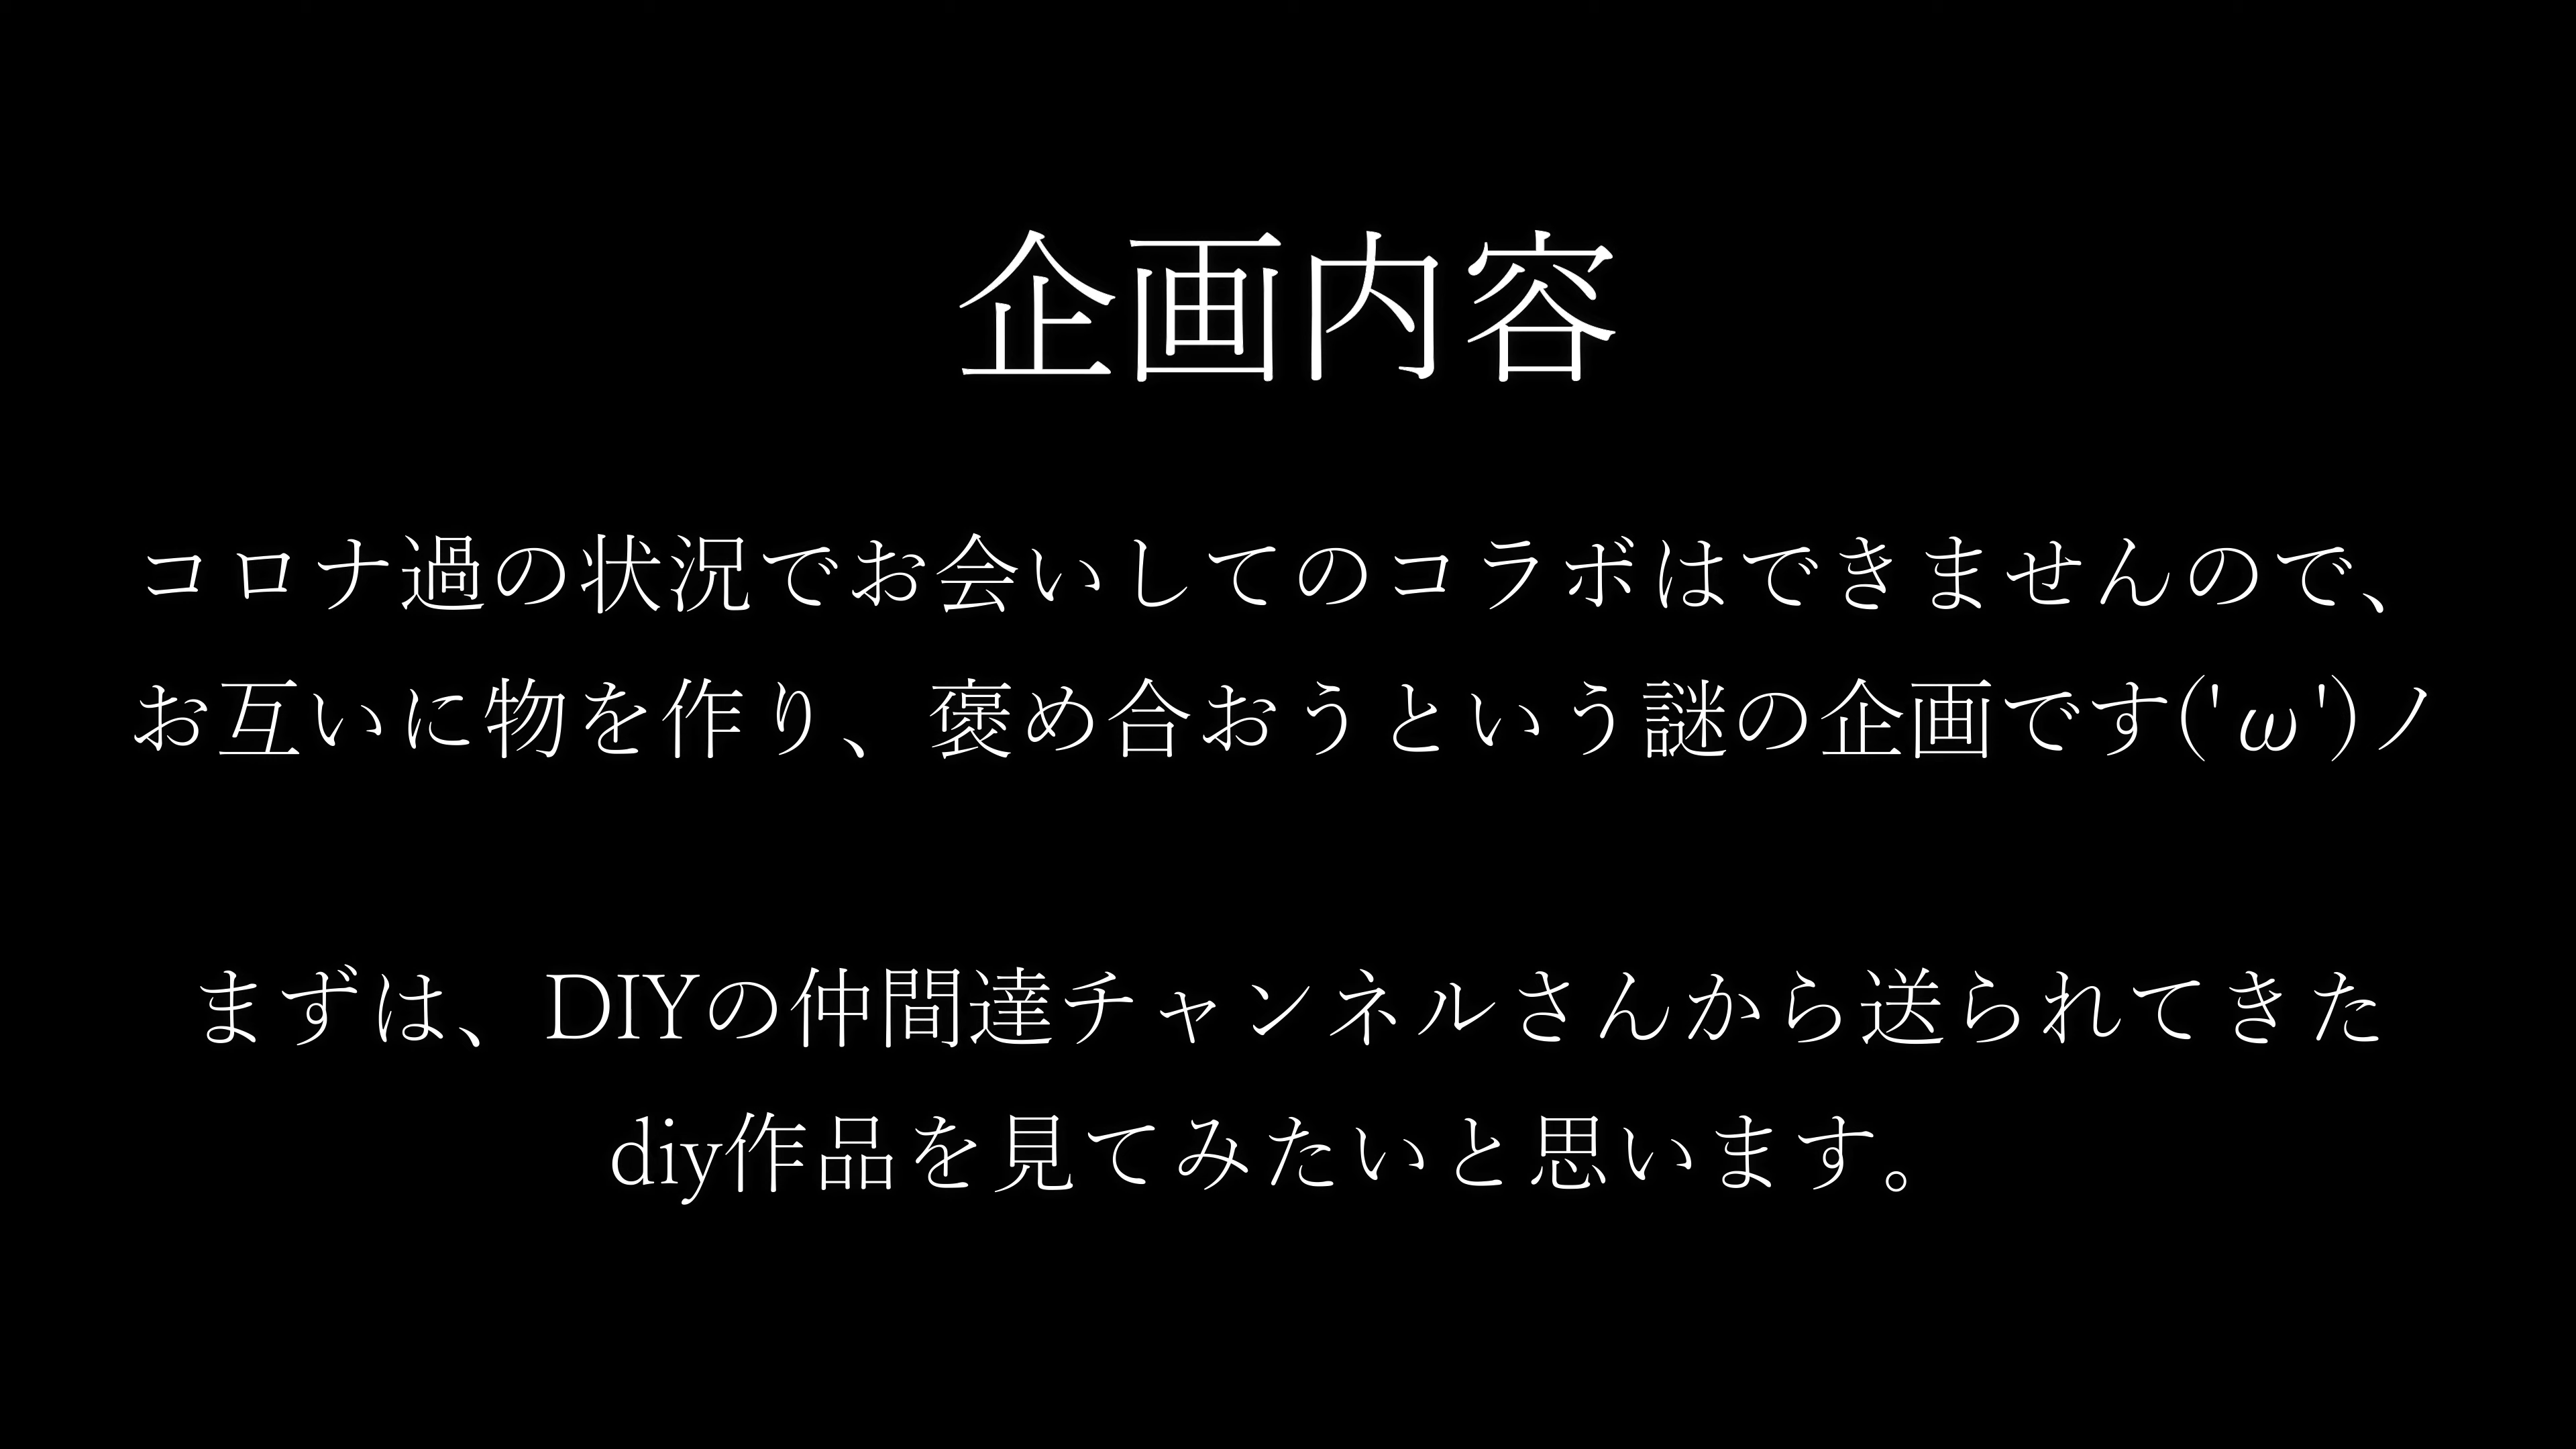 企画内容
コロナ過の状況でお会いしてのコラボはできませんので、
お互いに物を作り、褒め合おうという謎の企画です('ω')ノ
まずは、DIYの仲間達チャンネルさんから送られてきた
diy作品を見てみたいと思います。